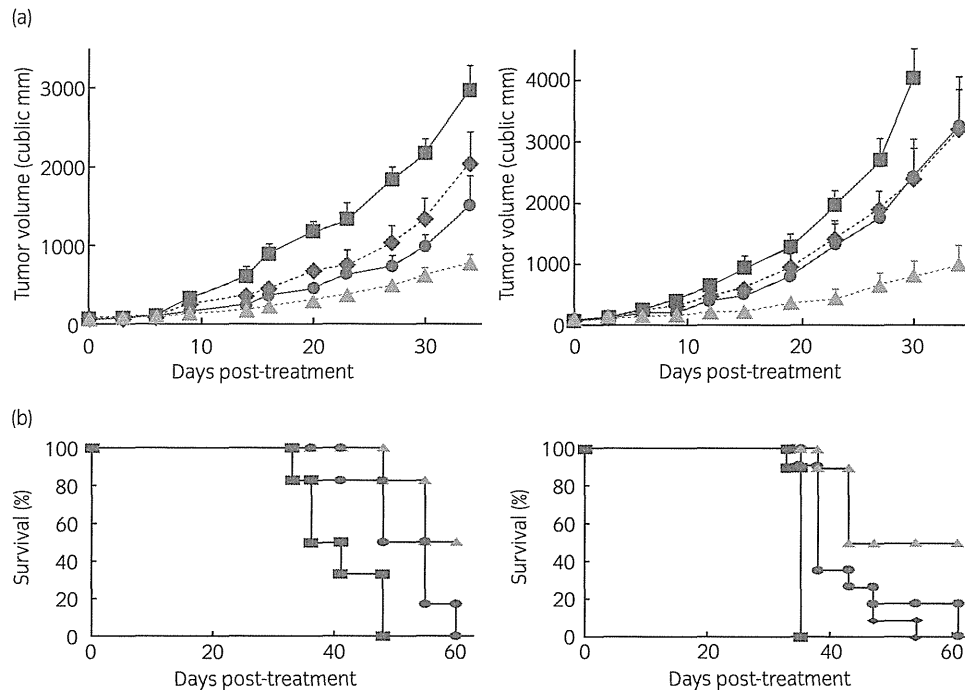 (a)
Tumor volume (cublic mm)
3000
2000
1000
0
0 10 20 30
Days post-treatment
Tumor volume (cublic mm)
4000
3000
2000
1000
0
0 10 20 30
Days post-treatment
(b)
Survival (%)
100
80
60
40
20
0
0 20 40 60
Days post-treatment
Survival (%)
100
80
60
40
20
0
0 20 40 60
Days post-treatment